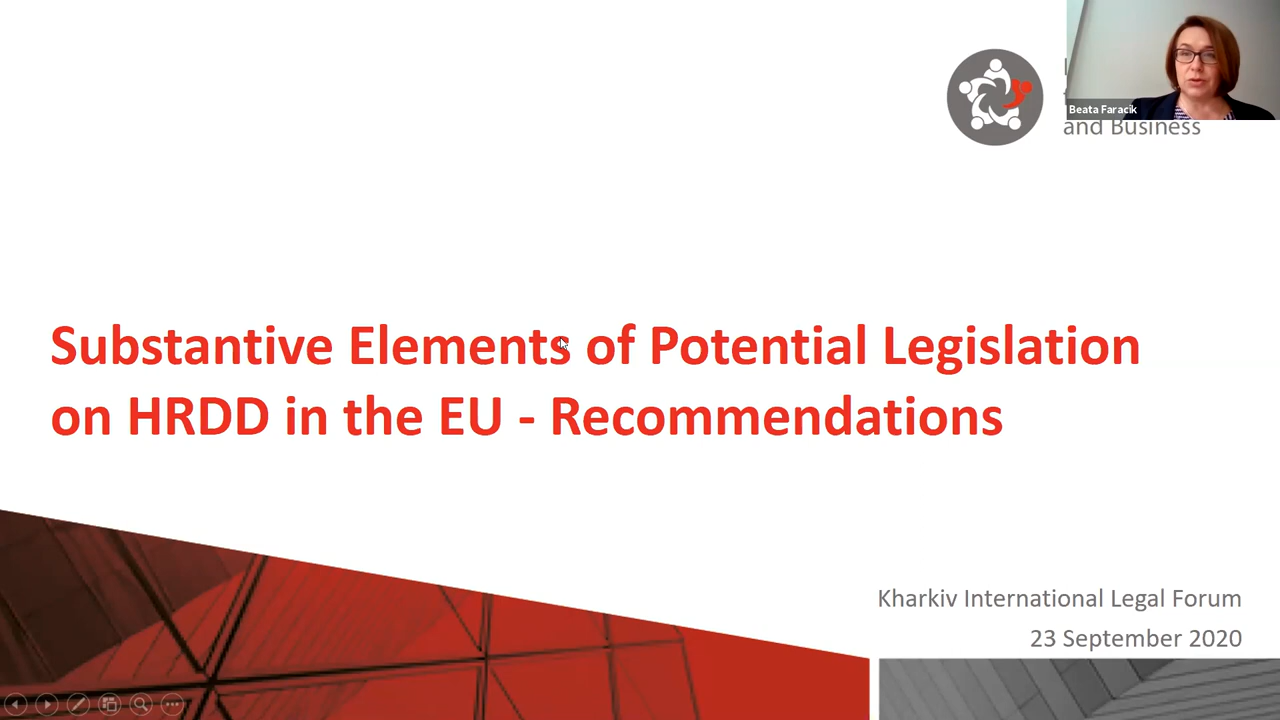 Beata Faracik
and Business
Substantive Elements of Potential Legislation
on HRDD in the EU - Recommendations
Kharkiv International Legal Forum
23 September 2020